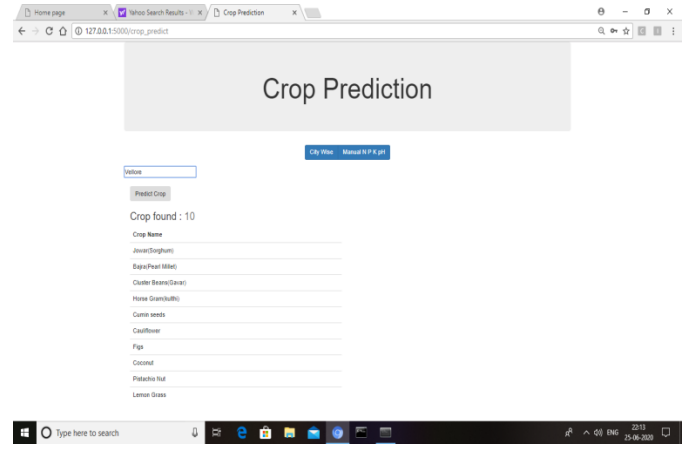 Home page
Yahoo Search Results -
Crop Prediction
127.0.0.1:5000/crop_predict
Crop Prediction
City Wise Manual N P K pH
Vellore
Predict Crop
Crop found : 10
Crop Name
Jowar(Sorghum)
Bajra(Pearl Millet)
Cluster Beans(Gavar)
Horse Gram(kulthi)
Cumin seeds
Cauliflower
Figs
Coconut
Pistachio Nut
Lemon Grass
Type here to search
ENG
22:13
25-06-2020